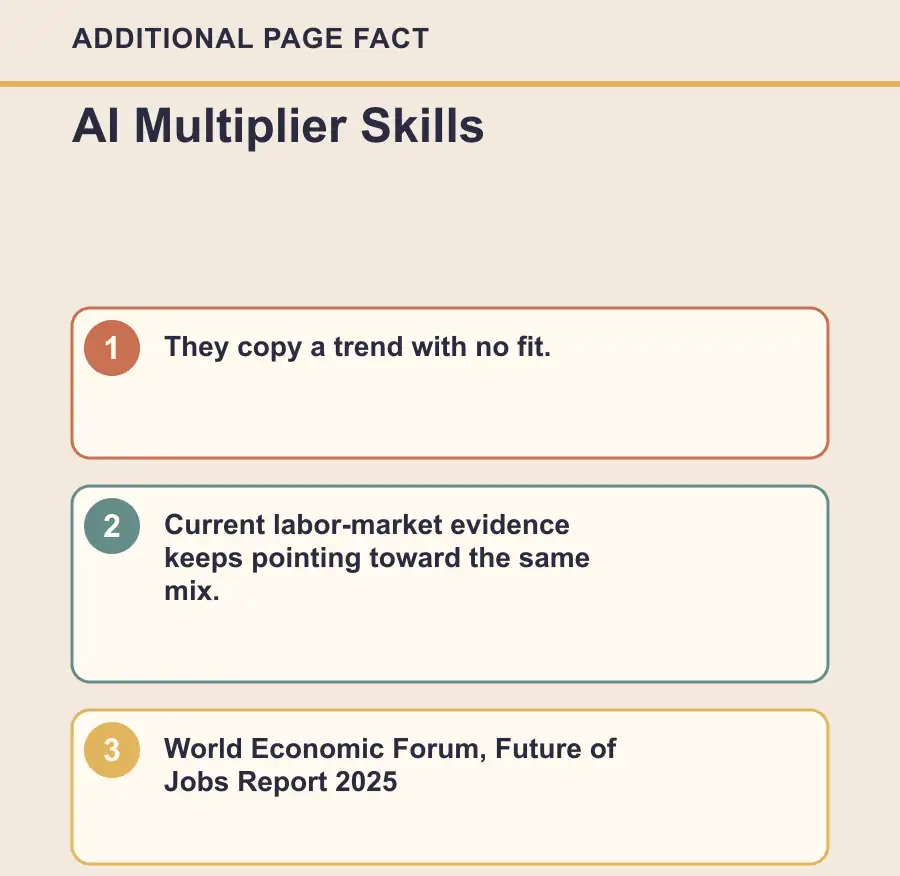 ADDITIONAL PAGE FACT
AI Multiplier Skills
1
They copy a trend with no fit.
2
Current labor-market evidence
keeps pointing toward the same
mix.
3
World Economic Forum, Future of
Jobs Report 2025